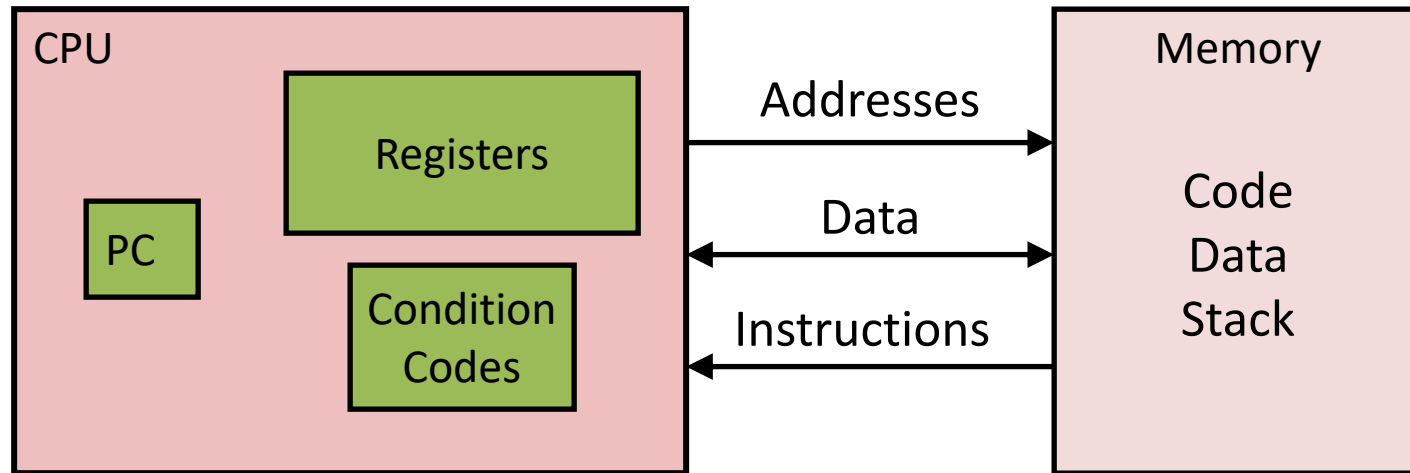 CPU
Registers
PC
Condition
Codes
Addresses
Data
Instructions
Memory
Code
Data
Stack